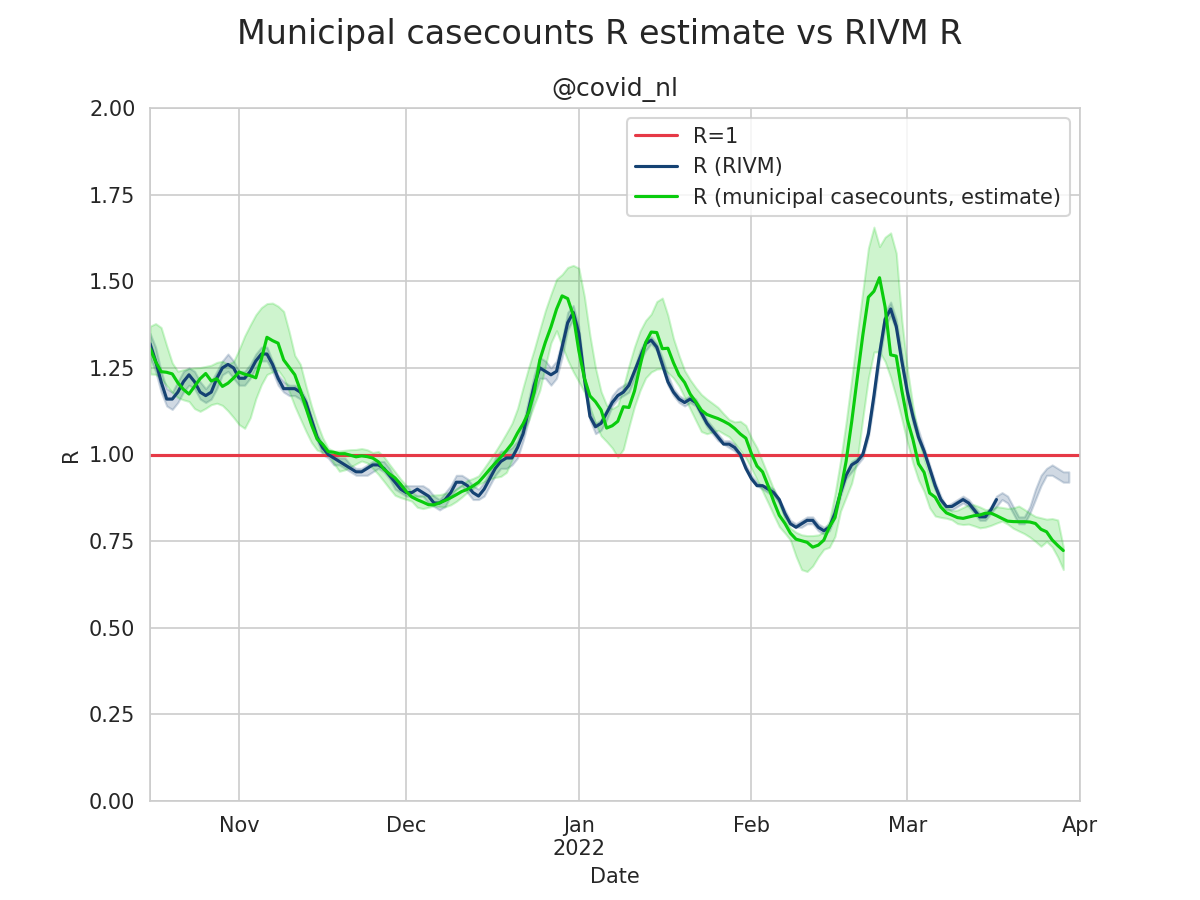 Municipal casecounts R estimate vs RIVM R
@covid_nl
R=1
R (RIVM)
R (municipal casecounts, estimate)
2.00
1.75
1.50
1.25
1.00
0.75
0.50
0.25
0.00
R
Nov Dec Jan Feb Mar Apr
2022
Date